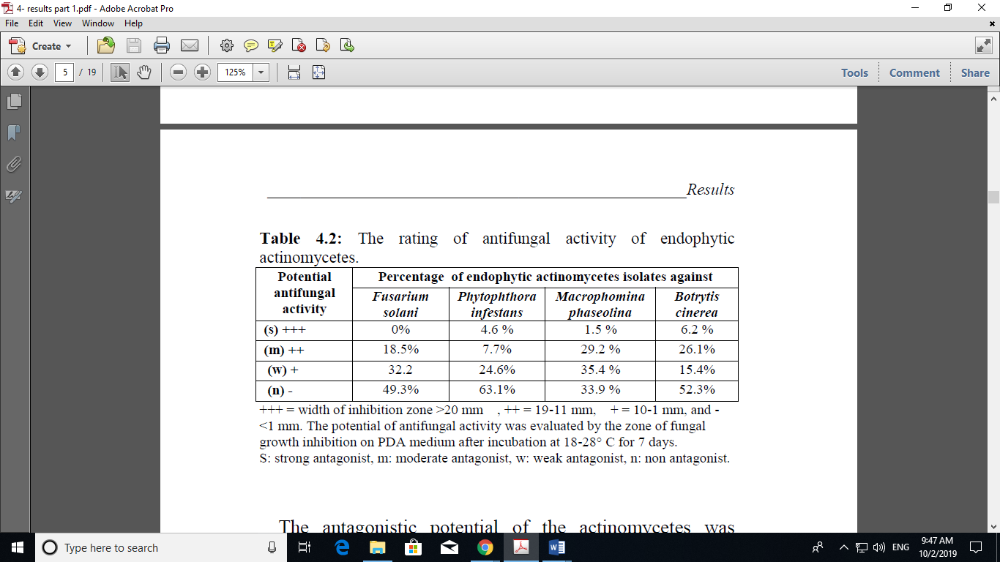 4- results part 1.pdf - Adobe Acrobat Pro
File Edit View Window Help
Create
5 / 19 125% Tools Comment Share
Results
Table 4.2: The rating of antifungal activity of endophytic
actinomycetes.
Potential antifungal activity Percentage of endophytic actinomycetes isolates against
Fusarium solani Phytophthora infestans Macrophomina phaseolina Botrytis cinerea
(s) +++ 0% 4.6 % 1.5 % 6.2 %
(m) ++ 18.5% 7.7% 29.2 % 26.1%
(w) + 32.2 24.6% 35.4 % 15.4%
(n) - 49.3% 63.1% 33.9 % 52.3%
+++ = width of inhibition zone >20 mm , ++ = 19-11 mm, + = 10-1 mm, and -
<1 mm. The potential of antifungal activity was evaluated by the zone of fungal
growth inhibition on PDA medium after incubation at 18-28° C for 7 days.
S: strong antagonist, m: moderate antagonist, w: weak antagonist, n: non antagonist.
The antagonistic potential of the actinomycetes was
Type here to search
ENG
9:47 AM
10/2/2019